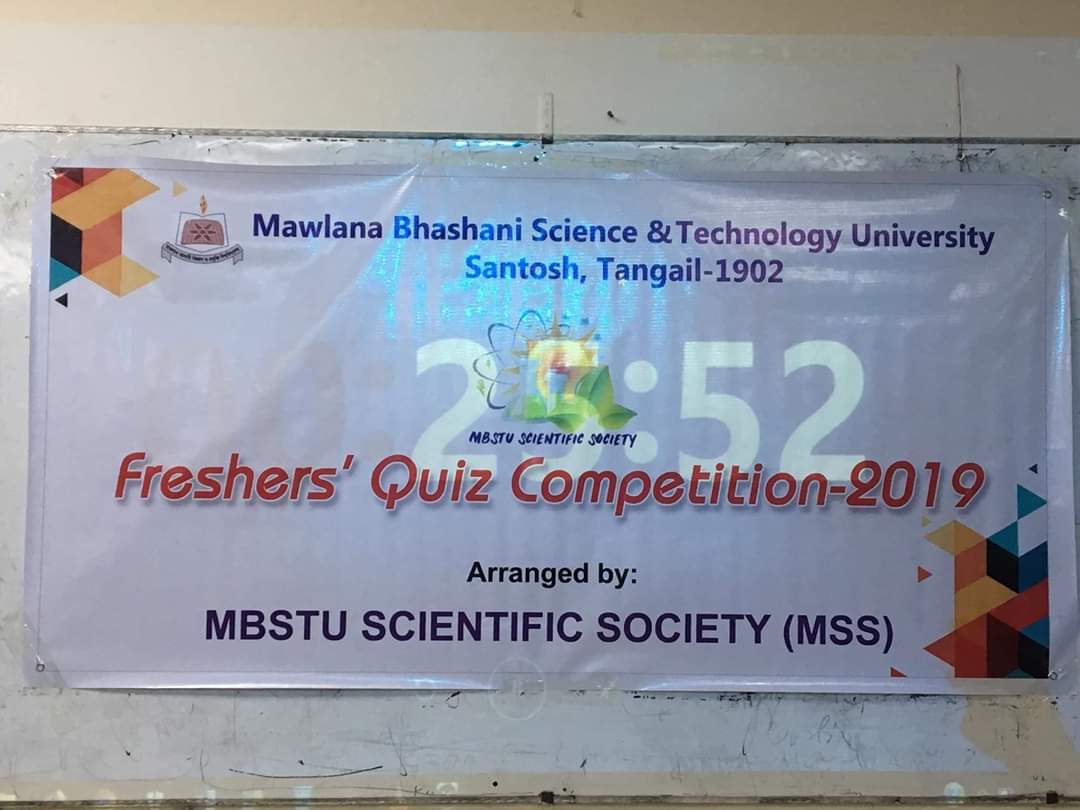 Mawlana Bhashani Science & Technology University
Santosh, Tangail-1902
:52
MBSTU SCIENTIFIC SOCIETY
Freshers' Quiz Competition-2019
Arranged by:
MBSTU SCIENTIFIC SOCIETY (MSS)